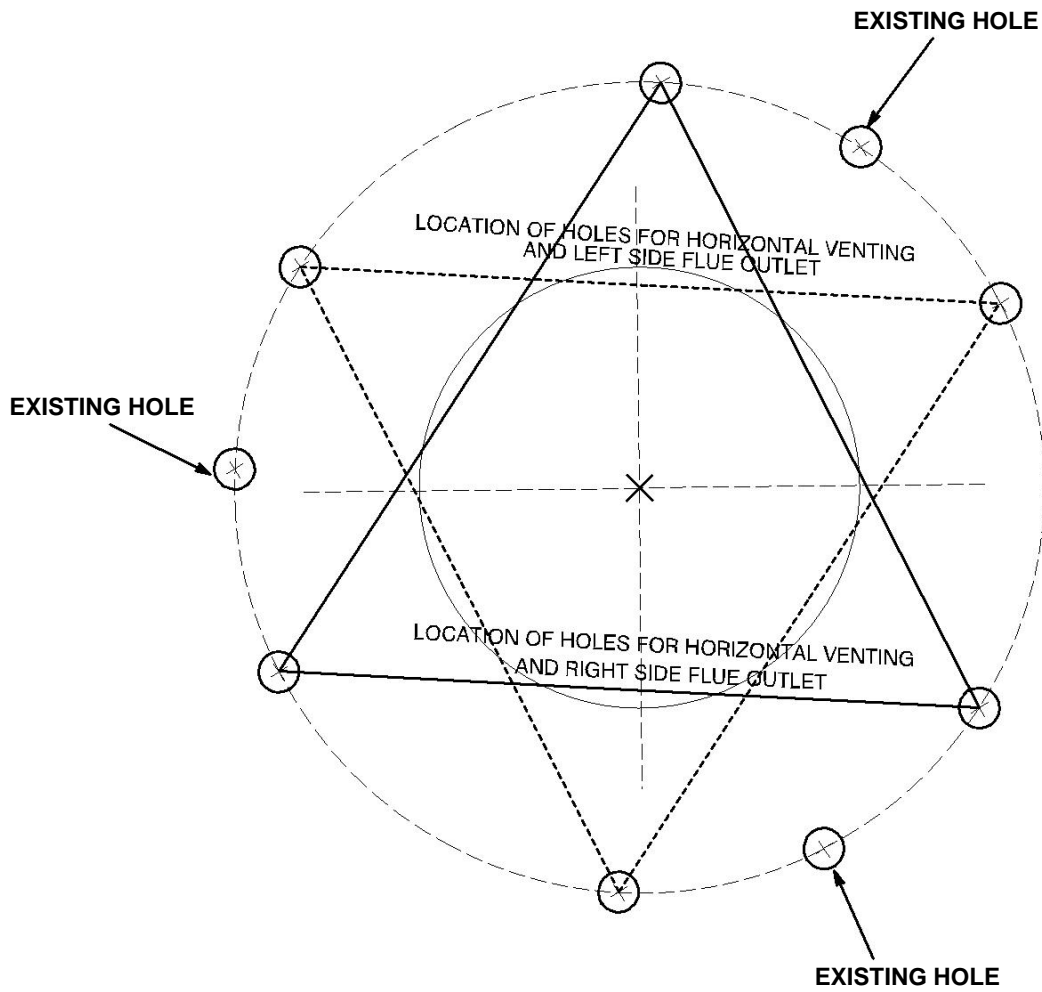 EXISTING HOLE
LOCATION OF HOLES FOR HORIZONTAL VENTING
AND LEFT SIDE FLUE OUTLET
EXISTING HOLE
LOCATION OF HOLES FOR HORIZONTAL VENTING
AND RIGHT SIDE FLUE OUTLET
EXISTING HOLE